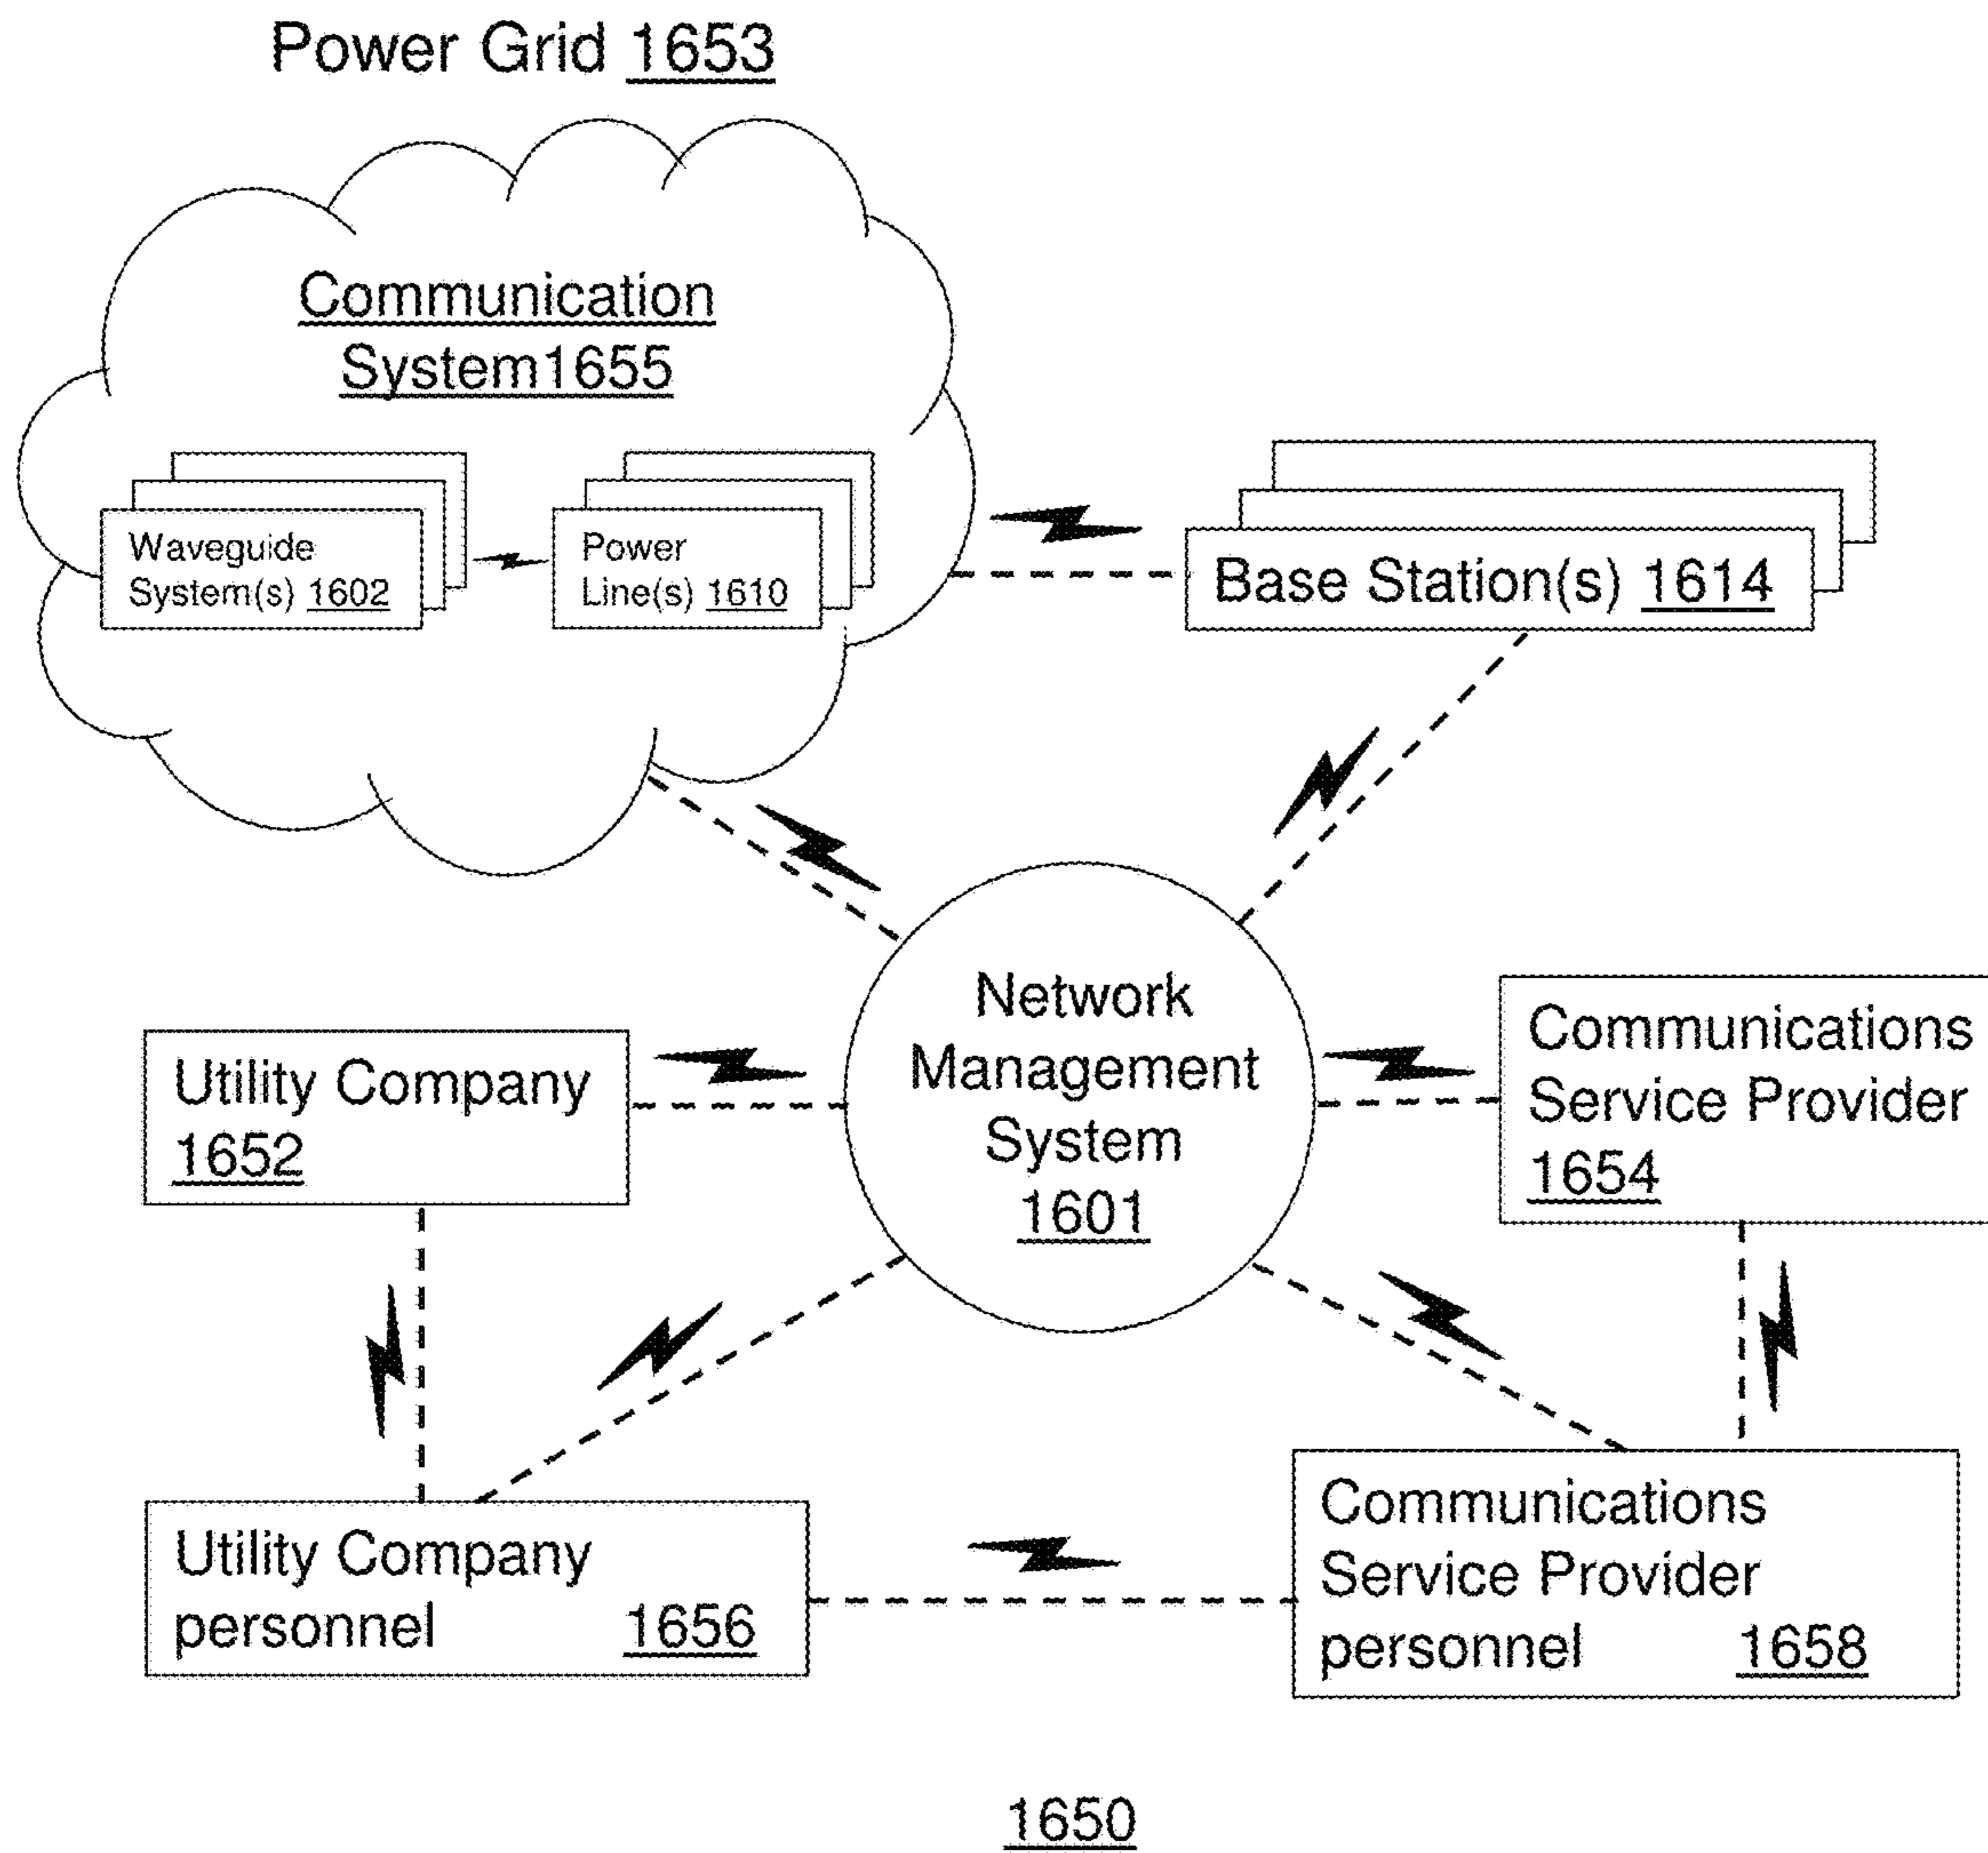 Power Grid 1653
Communication
System1655
Waveguide
System(s) 1602
Power
Line(s) 1610
Base Station(s) 1614
Network
Management
System
1601
Utility Company
1652
Communications
Service Provider
1654
Utility Company
personnel 1656
Communications
Service Provider
personnel 1658
1650